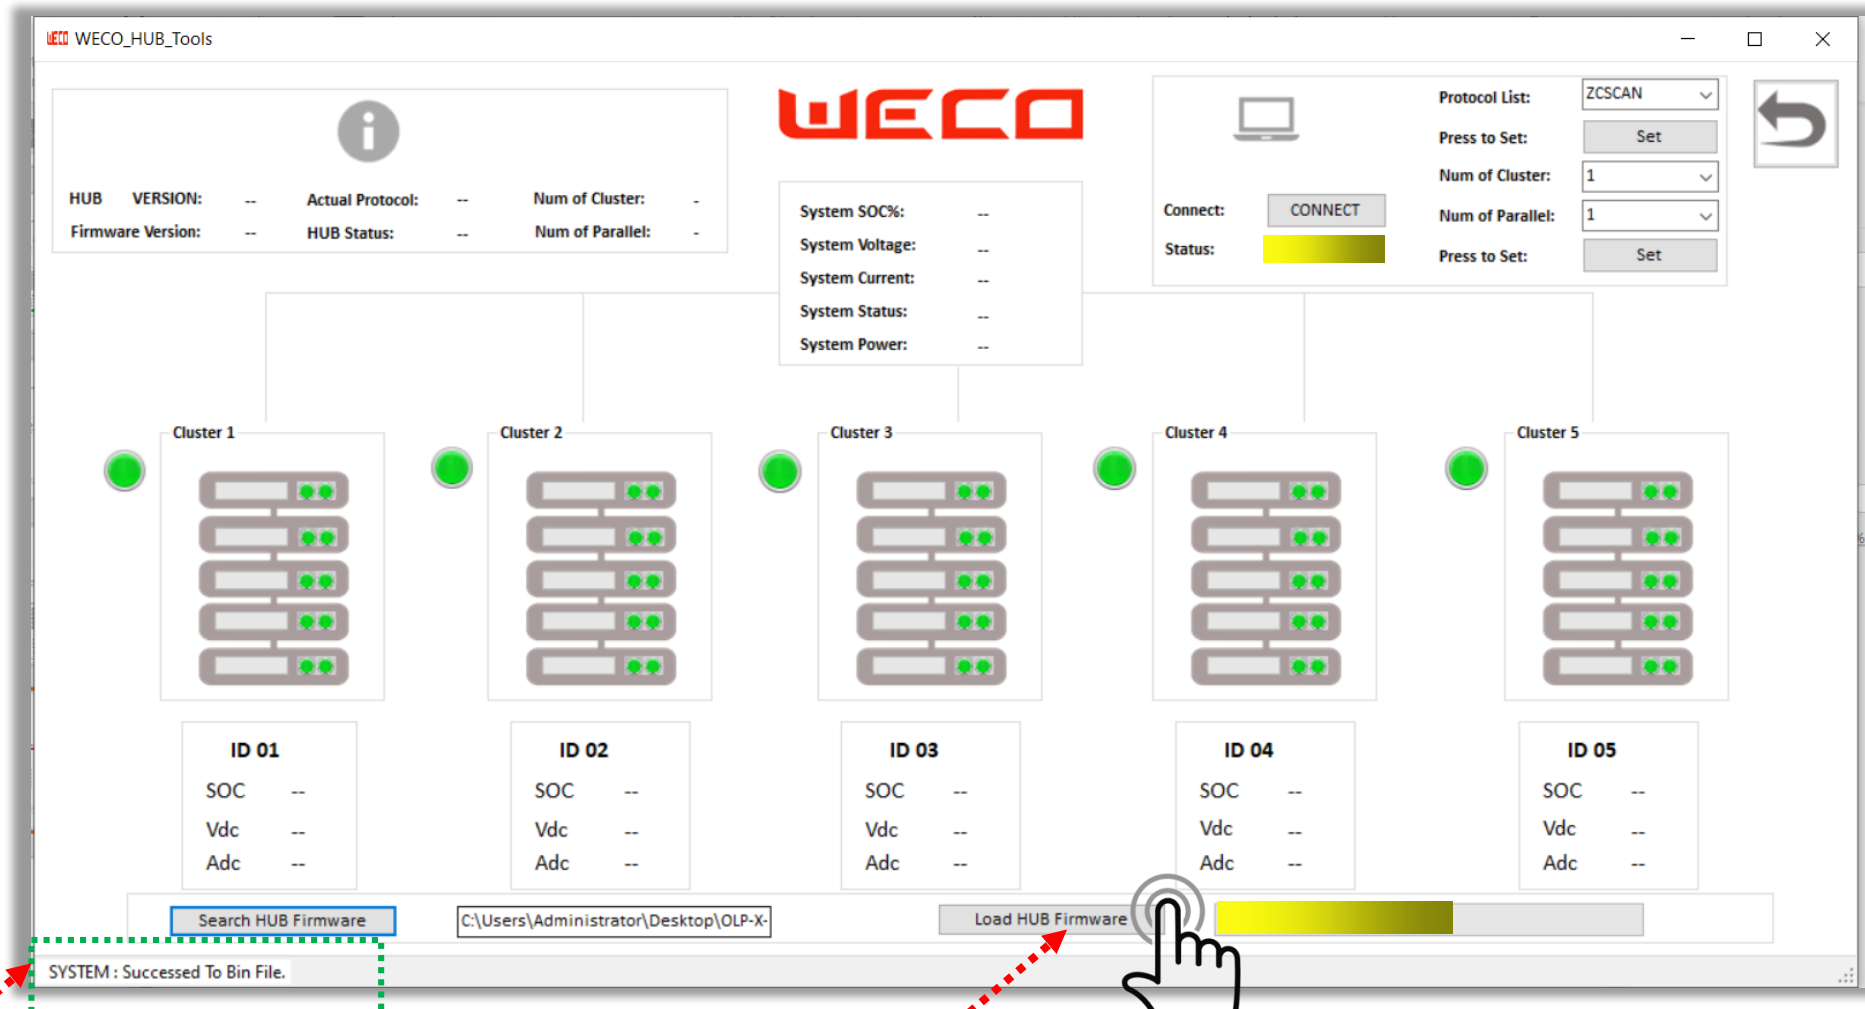 WECO WECO_HUB_Tools
WECO
i
HUB VERSION: --
Actual Protocol: --
Num of Cluster: -
Firmware Version: --
HUB Status: --
Num of Parallel: -
System SOC%: --
System Voltage: --
System Current: --
System Status: --
System Power: --
Connect: CONNECT
Status:
Protocol List: ZCSCAN
Press to Set: Set
Num of Cluster: 1
Num of Parallel: 1
Press to Set: Set
Cluster 1
Cluster 2
Cluster 3
Cluster 4
Cluster 5
ID 01
SOC --
Vdc --
Adc --
ID 02
SOC --
Vdc --
Adc --
ID 03
SOC --
Vdc --
Adc --
ID 04
SOC --
Vdc --
Adc --
ID 05
SOC --
Vdc --
Adc --
Search HUB Firmware
C:\Users\Administrator\Desktop\OLP-X-
Load HUB Firmware
SYSTEM : Successed To Bin File.
%